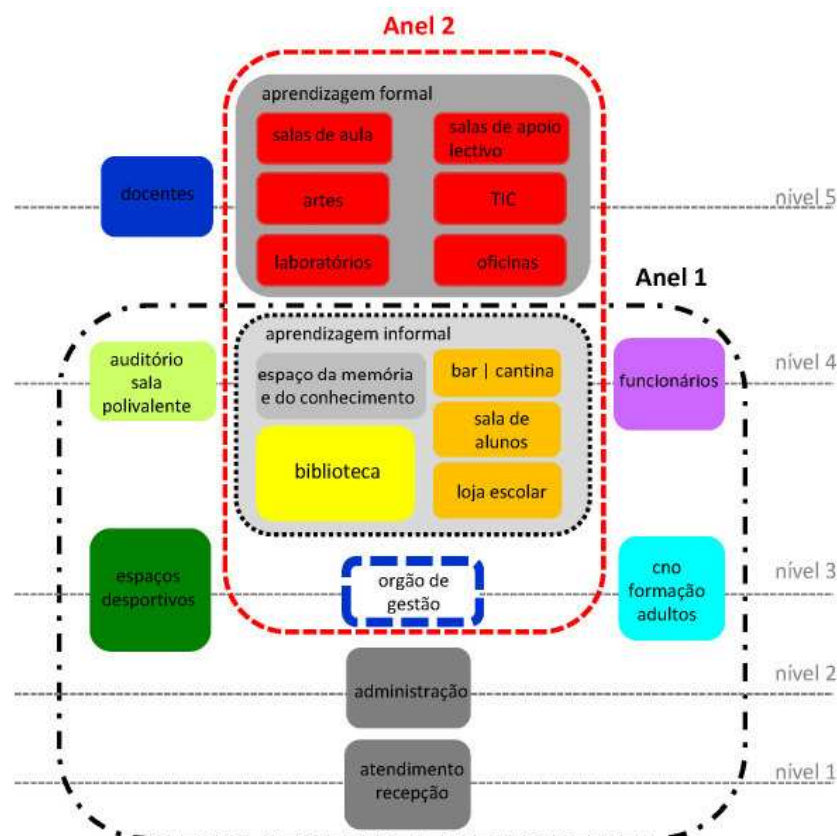 Anel 2
aprendizagem formal
salas de aula
salas de apoio
lectivo
docentes
artes
TIC
nível 5
laboratórios
oficinas
Anel 1
aprendizagem informal
auditório
sala
polivalente
espaço da memória
e do conhecimento
bar | cantina
funcionários
nível 4
sala de
alunos
biblioteca
loja escolar
espaços
desportivos
orgão de
gestão
cno
formação
adultos
nível 3
administração
nível 2
atendimento
recepção
nível 1